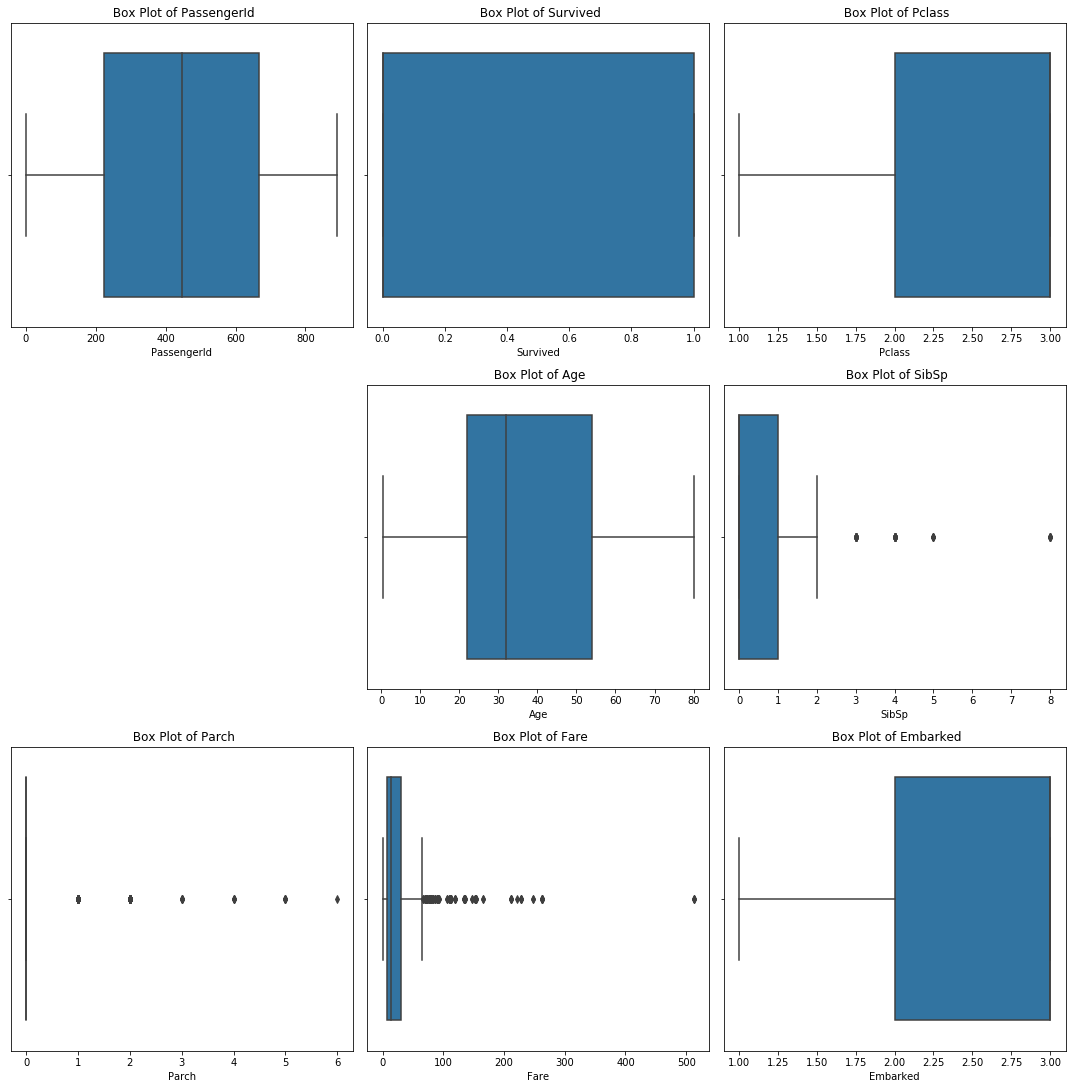 Box Plot of PassengerId
0 200 400 600 800
PassengerId
Box Plot of Survived
0.0 0.2 0.4 0.6 0.8 1.0
Survived
Box Plot of Pclass
1.00 1.25 1.50 1.75 2.00 2.25 2.50 2.75 3.00
Pclass
Box Plot of Age
0 10 20 30 40 50 60 70 80
Age
Box Plot of SibSp
0 1 2 3 4 5 6 7 8
SibSp
Box Plot of Parch
0 1 2 3 4 5 6
Parch
Box Plot of Fare
0 100 200 300 400 500
Fare
Box Plot of Embarked
1.00 1.25 1.50 1.75 2.00 2.25 2.50 2.75 3.00
Embarked